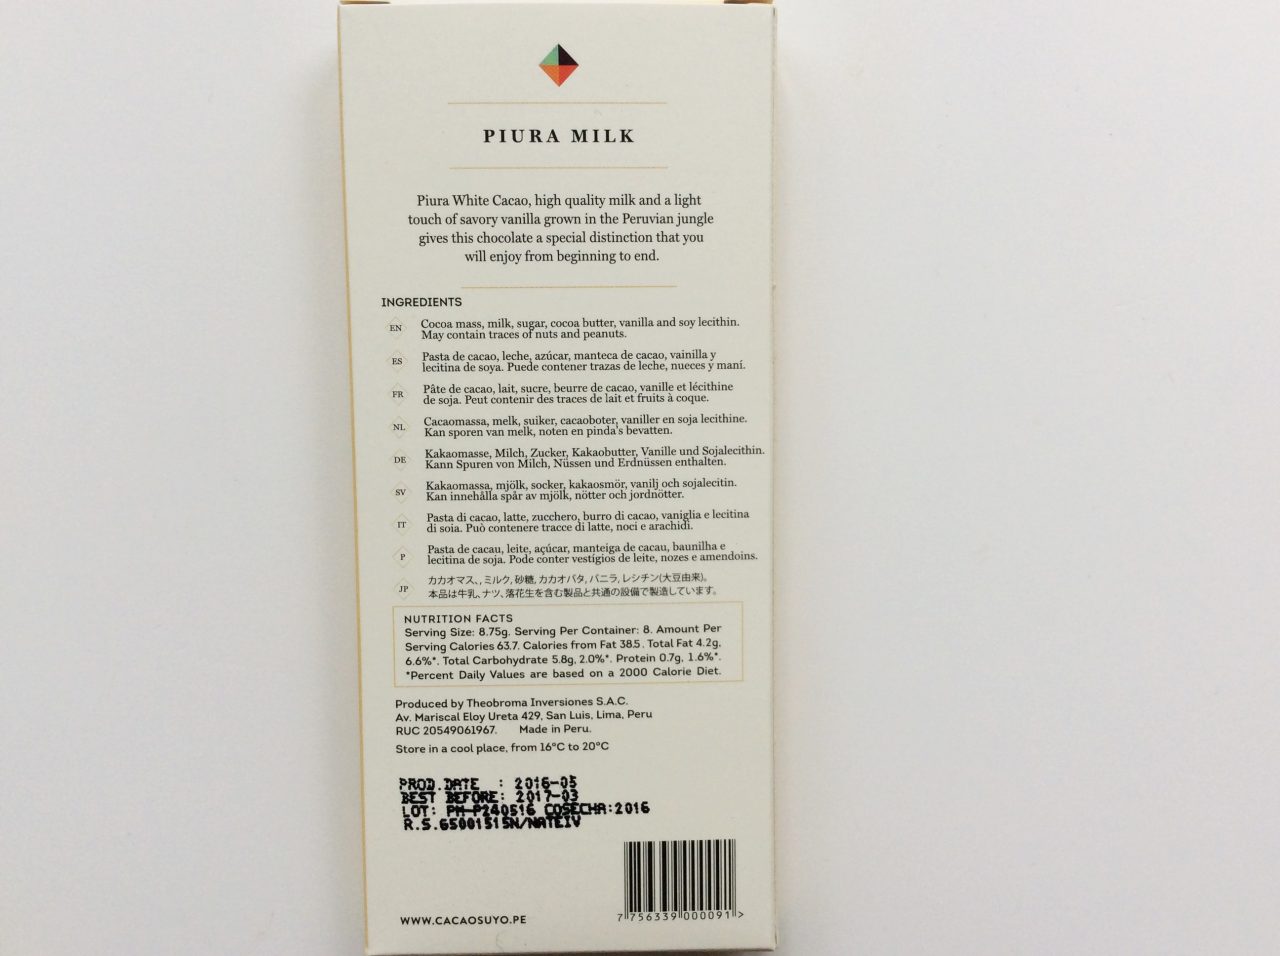 PIURA MILK
Piura White Cacao, high quality milk and a light
touch of savory vanilla grown in the Peruvian jungle
gives this chocolate a special distinction that you
will enjoy from beginning to end.
INGREDIENTS
EN Cocoa mass, milk, sugar, cocoa butter, vanilla and soy lecithin.
May contain traces of nuts and peanuts.
ES Pasta de cacao, leche, azúcar, manteca de cacao, vainilla y
lecitina de soya. Puede contener trazas de leche, nueces y maní.
FR Pâte de cacao, lait, sucre, beurre de cacao, vanille et lécithine
de soja. Peut contenir des traces de lait et fruits à coque.
NL Cacaomassa, melk, suiker, cacaoboter, vaniller en soja lecithine.
Kan sporen van melk, noten en pinda's bevatten.
DE Kakaomasse, Milch, Zucker, Kakaobutter, Vanille und Sojalecithin.
Kann Spuren von Milch, Nüssen und Erdnüssen enthalten.
SV Kakaomassa, mjölk, socker, kakaosmör, vanilj och sojalecitin.
Kan innehålla spår av mjölk, nötter och jordnötter.
IT Pasta di cacao, latte, zucchero, burro di cacao, vaniglia e lecitina
di soia. Può contenere tracce di latte, noci e arachidi.
P Pasta de cacau, leite, açúcar, manteiga de cacau, baunilha e
lecitina de soja. Pode conter vestígios de leite, nozes e amendoins.
JP カカオマス、, ミルク, 砂糖, カカオバタ, バニラ, レシチン(大豆由来)。
本品は牛乳、ナツ、落花生を含む製品と共通の設備で製造しています。
NUTRITION FACTS
Serving Size: 8.75g. Serving Per Container: 8. Amount Per
Serving Calories 63.7. Calories from Fat 38.5. Total Fat 4.2g,
6.6%*. Total Carbohydrate 5.8g, 2.0%*. Protein 0.7g, 1.6%*.
*Percent Daily Values are based on a 2000 Calorie Diet.
Produced by Theobroma Inversiones S.A.C.
Av. Mariscal Eloy Ureta 429, San Luis, Lima, Peru
RUC 20549061967. Made in Peru.
Store in a cool place, from 16°C to 20°C
PROD.DATE : 2016-05
BEST BEFORE: 2017-03
LOT: PM-P240516 COSECHA:2016
R.S.G5001515N/NATEIV
WWW.CACAOSUYO.PE
7 756339 000091 >